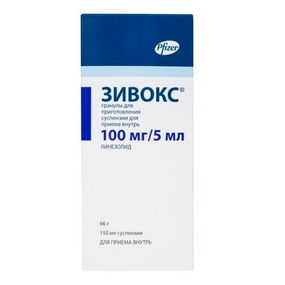 Pfizer
ЗИВОКС®
гранулы для
приготовления
суспензии для
приема внутрь
100 мг/5 мл
ЛИНЕЗОЛИД
66 г
150 мл суспензии
ДЛЯ ПРИЕМА ВНУТРЬ